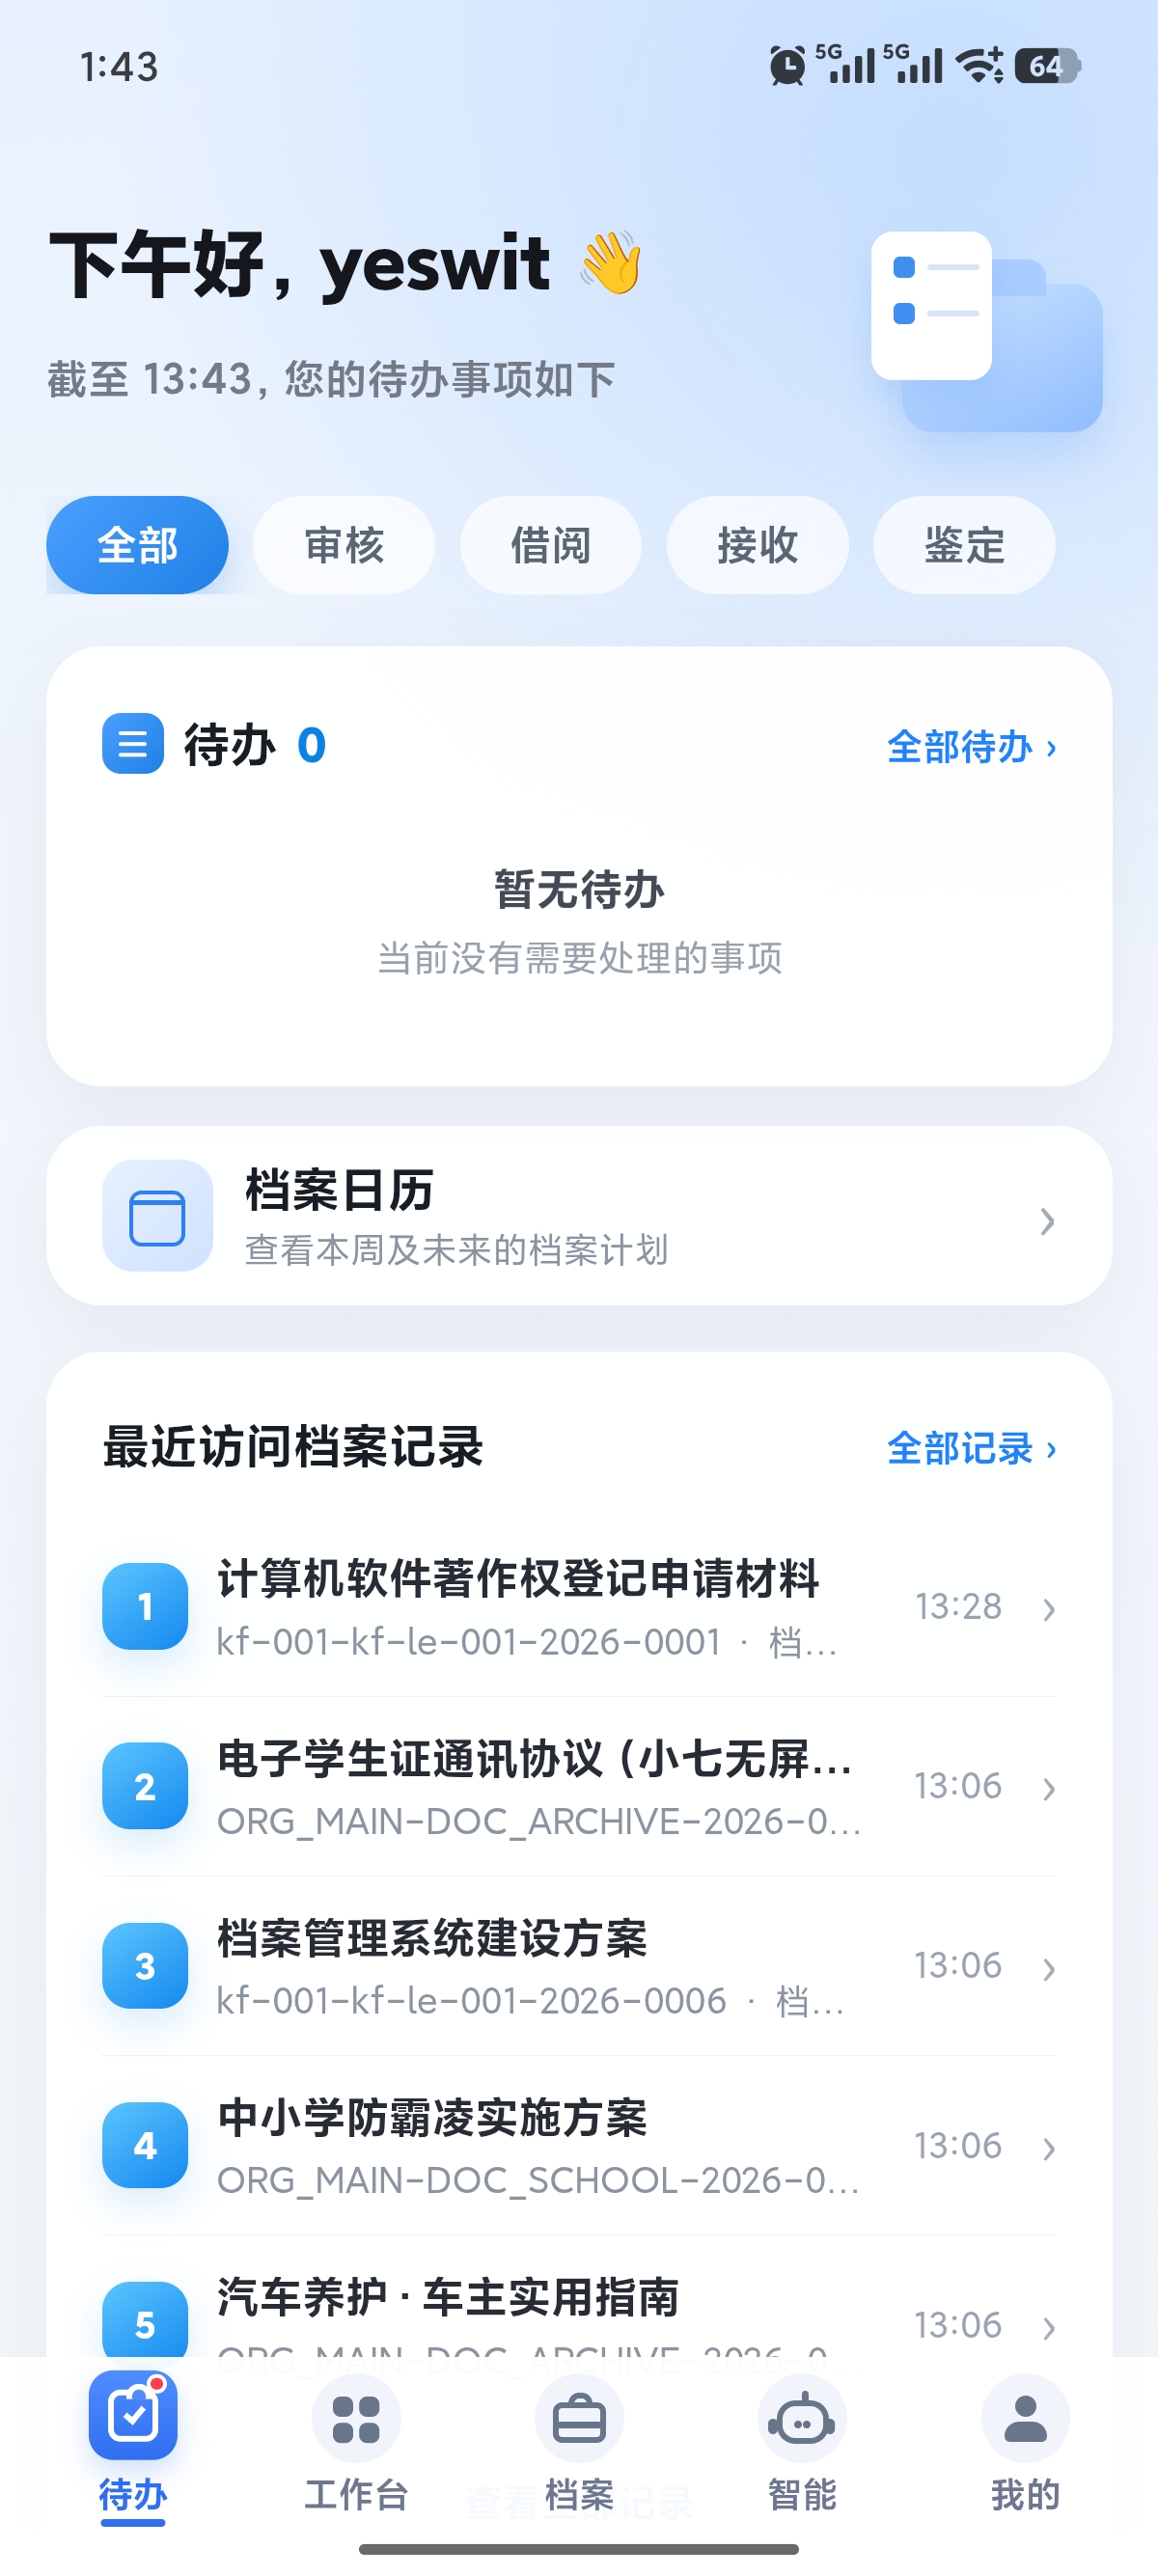 1:43
5G 5G 64
下午好, yeswit 👋
截至 13:43, 您的待办事项如下
全部 审核 借阅 接收 鉴定
待办 0 全部待办 ›
暂无待办
当前没有需要处理的事项
档案日历
查看本周及未来的档案计划
最近访问档案记录 全部记录 ›
1 计算机软件著作权登记申请材料 13:28
kf-001-kf-le-001-2026-0001 · 档...
2 电子学生证通讯协议 (小七无屏... 13:06
ORG_MAIN-DOC_ARCHIVE-2026-0...
3 档案管理系统建设方案 13:06
kf-001-kf-le-001-2026-0006 · 档...
4 中小学防霸凌实施方案 13:06
ORG_MAIN-DOC_SCHOOL-2026-0...
5 汽车养护 · 车主实用指南 13:06
ORG_MAIN-DOC_ARCHIVE-2026-0...
待办 工作台 档案 智能 我的